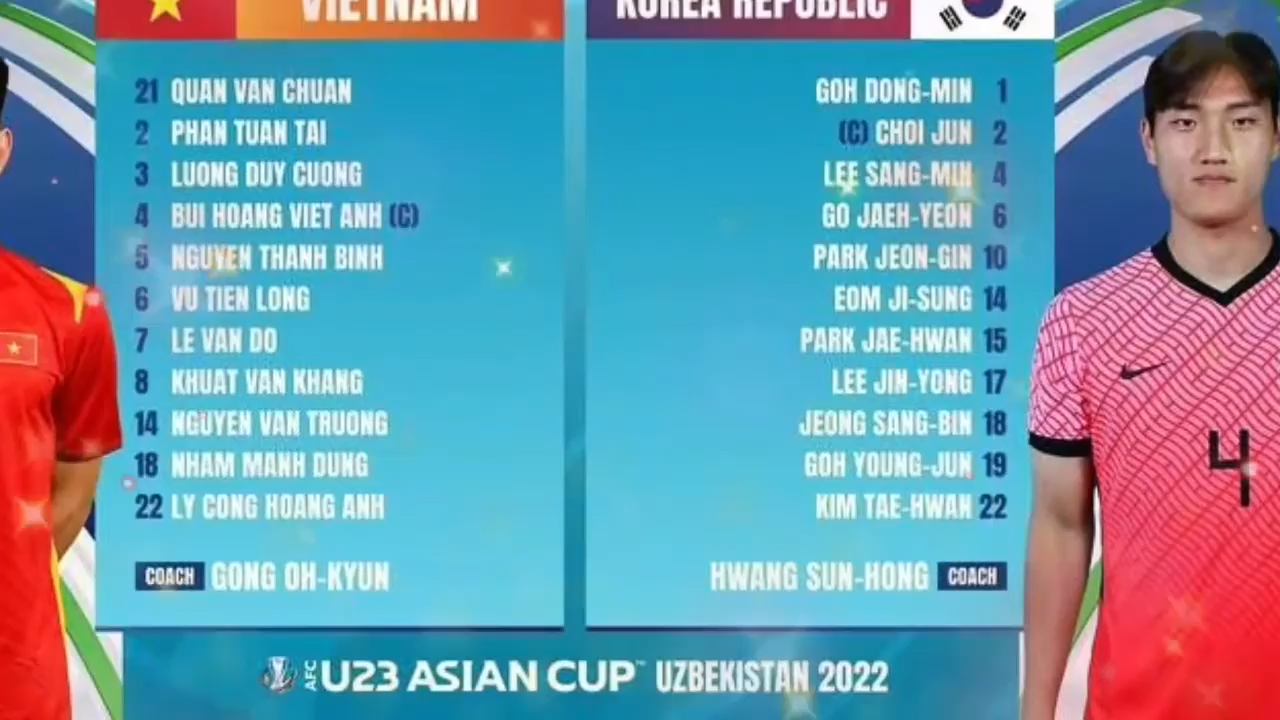 VIETNAM
21 QUAN VAN CHUAN
2 PHAN TUAN TAI
3 LUONG DUY CUONG
4 BUI HOANG VIET ANH (C)
5 NGUYEN THANH BINH
6 VU TIEN LONG
7 LE VAN DO
8 KHUAT VAN KHANG
14 NGUYEN VAN TRUONG
18 NHAM MANH DUNG
22 LY CONG HOANG ANH
COACH GONG OH-KYUN
KOREA REPUBLIC
GOH DONG-MIN 1
(C) CHOI JUN 2
LEE SANG-MIN 4
GO JAEH-YEON 6
PARK JEON-GIN 10
EOM JI-SUNG 14
PARK JAE-HWAN 15
LEE JIN-YONG 17
JEONG SANG-BIN 18
GOH YOUNG-JUN 19
KIM TAE-HWAN 22
HWANG SUN-HONG COACH
AFC U23 ASIAN CUP™ UZBEKISTAN 2022
4